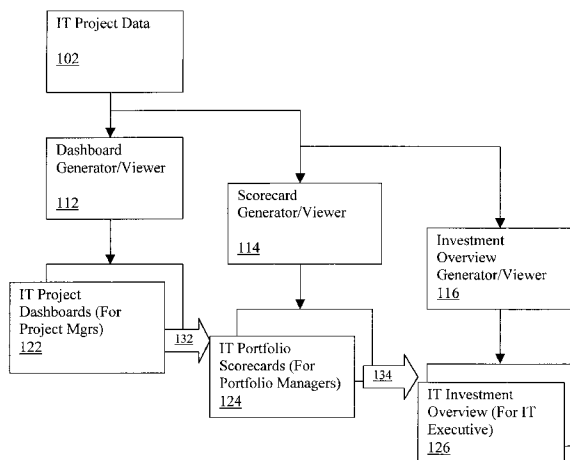 IT Project Data
102
Dashboard
Generator/Viewer
112
Scorecard
Generator/Viewer
114
Investment
Overview
Generator/Viewer
116
IT Project
Dashboards (For
Project Mgrs)
122
132
IT Portfolio
Scorecards (For
Portfolio Managers)
124
134
IT Investment
Overview (For IT
Executive)
126